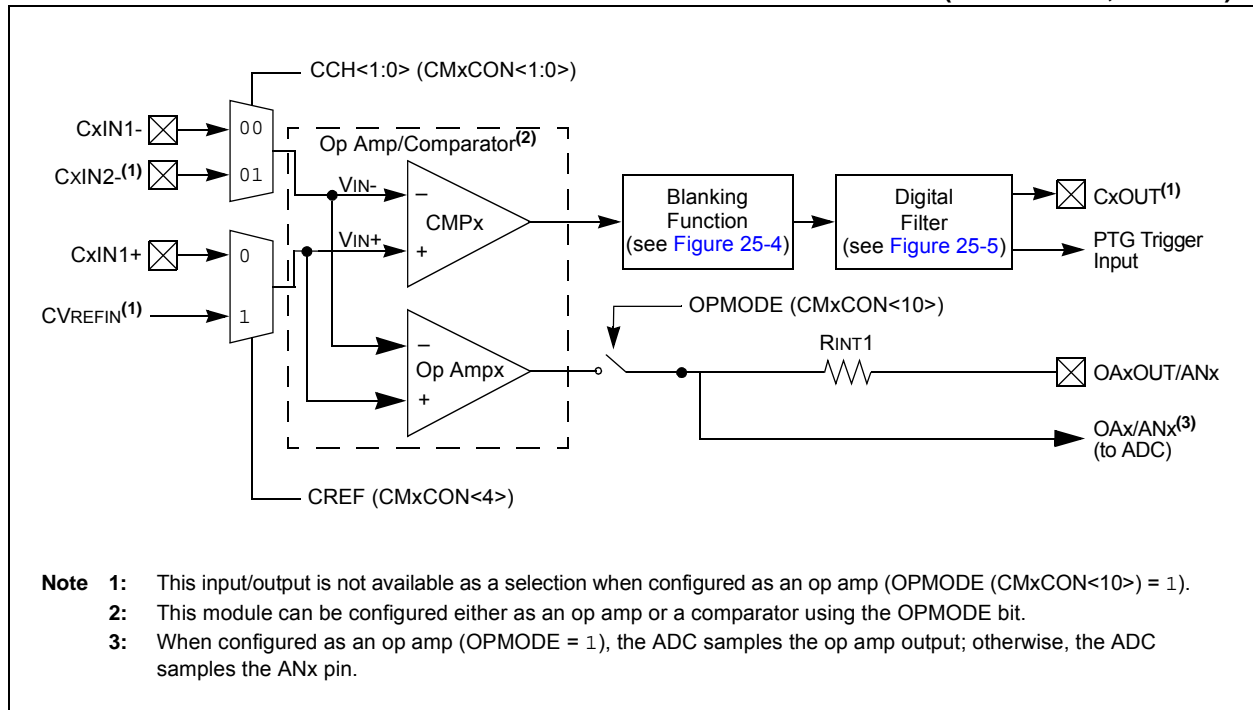 CCH<1:0> (CMxCON<1:0>)
CxIN1-
00
Op Amp/Comparator(2)
CxIN2-(1)
01
VIN-
–
CMPx
Blanking
Function
(see Figure 25-4)
Digital
Filter
(see Figure 25-5)
CxOUT(1)
PTG Trigger
Input
CxIN1+
0
VIN+
+
CVREFIN(1)
1
OPMODE (CMxCON<10>)
–
Op Ampx
+
RINT1
OAxOUT/ANx
OAx/ANx(3)
(to ADC)
CREF (CMxCON<4>)
Note 1: This input/output is not available as a selection when configured as an op amp (OPMODE (CMxCON<10>) = 1).
2: This module can be configured either as an op amp or a comparator using the OPMODE bit.
3: When configured as an op amp (OPMODE = 1), the ADC samples the op amp output; otherwise, the ADC
samples the ANx pin.